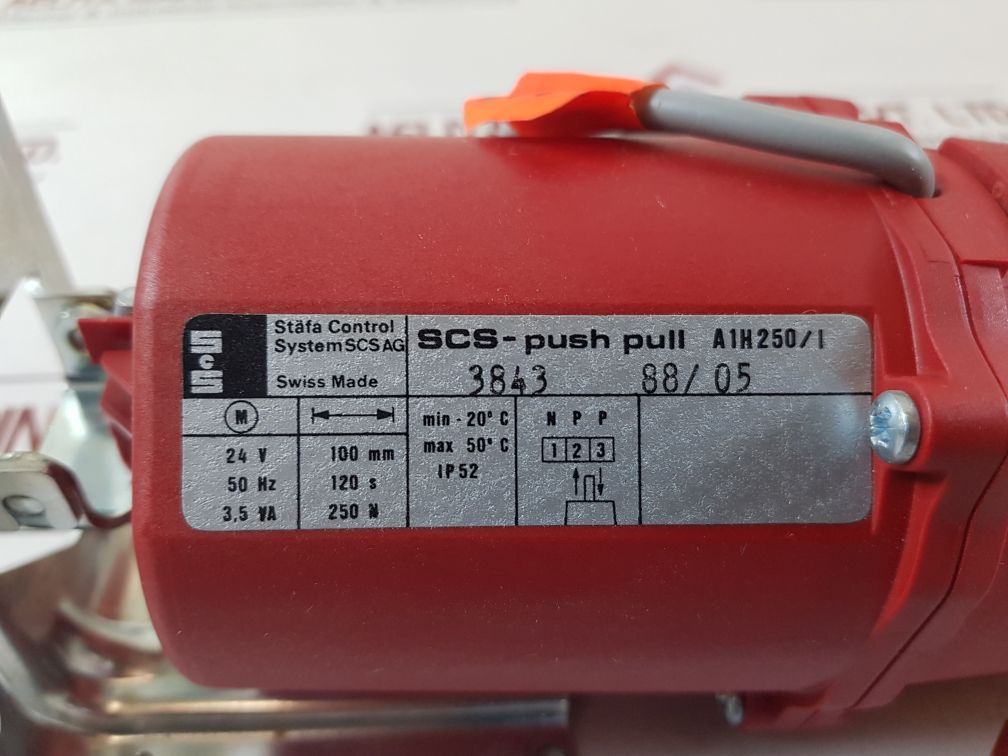 ScS
Stäfa Control
System SCS AG
Swiss Made
SCS - push pull A1H250/I
3843 88/05
M
24 V
50 Hz
3,5 VA
100 mm
120 s
250 N
min - 20° C
max 50° C
IP52
N P P
1 2 3